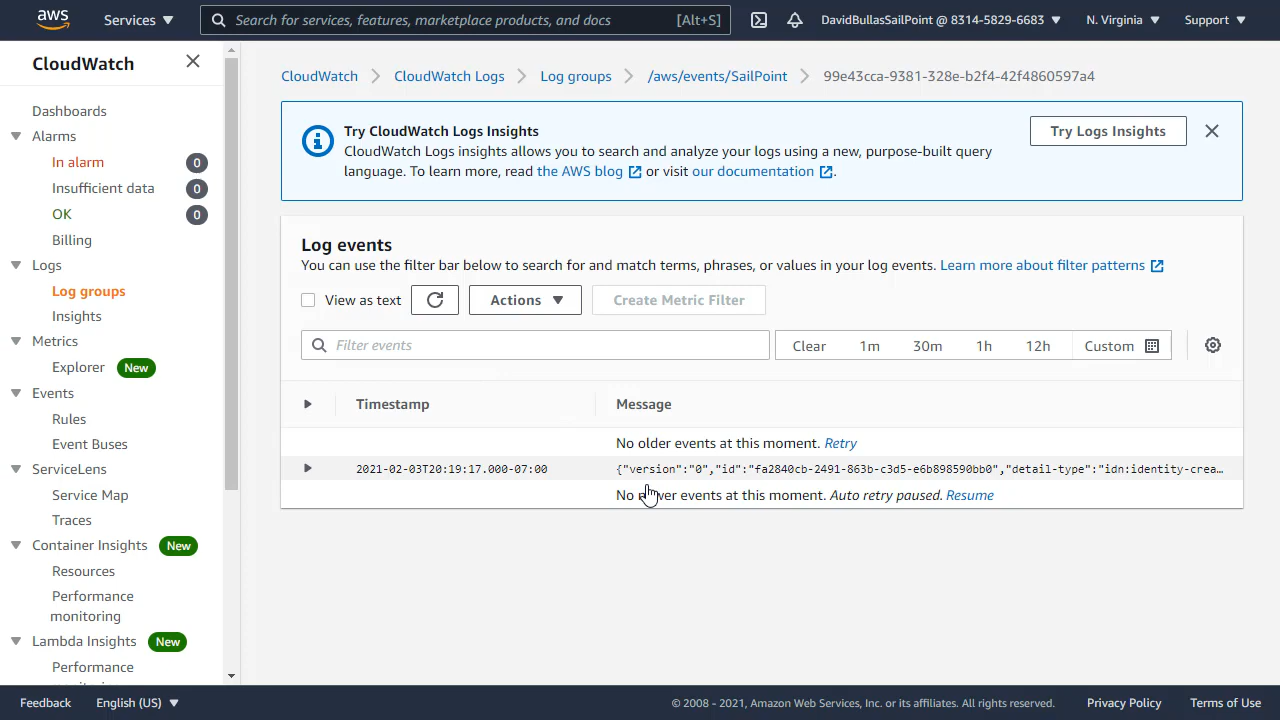 aws Services Search for services, features, marketplace products, and docs [Alt+S] DavidBullasSailPoint @ 8314-5829-6683 N. Virginia Support
CloudWatch
Dashboards
Alarms
In alarm 0
Insufficient data 0
OK 0
Billing
Logs
Log groups
Insights
Metrics
Explorer New
Events
Rules
Event Buses
ServiceLens
Service Map
Traces
Container Insights New
Resources
Performance
monitoring
Lambda Insights New
Performance
CloudWatch CloudWatch Logs Log groups /aws/events/SailPoint 99e43cca-9381-328e-b2f4-42f4860597a4
Try CloudWatch Logs Insights
CloudWatch Logs insights allows you to search and analyze your logs using a new, purpose-built query
language. To learn more, read the AWS blog or visit our documentation .
Try Logs Insights
Log events
You can use the filter bar below to search for and match terms, phrases, or values in your log events. Learn more about filter patterns
View as text Actions Create Metric Filter
Filter events Clear 1m 30m 1h 12h Custom
Timestamp Message
No older events at this moment. Retry
2021-02-03T20:19:17.000-07:00 {"version":"0","id":"fa2840cb-2491-863b-c3d5-e6b898590bb0","detail-type":"idn:identity-crea…
No events at this moment. Auto retry paused. Resume
Feedback English (US) © 2008 - 2021, Amazon Web Services, Inc. or its affiliates. All rights reserved. Privacy Policy Terms of Use